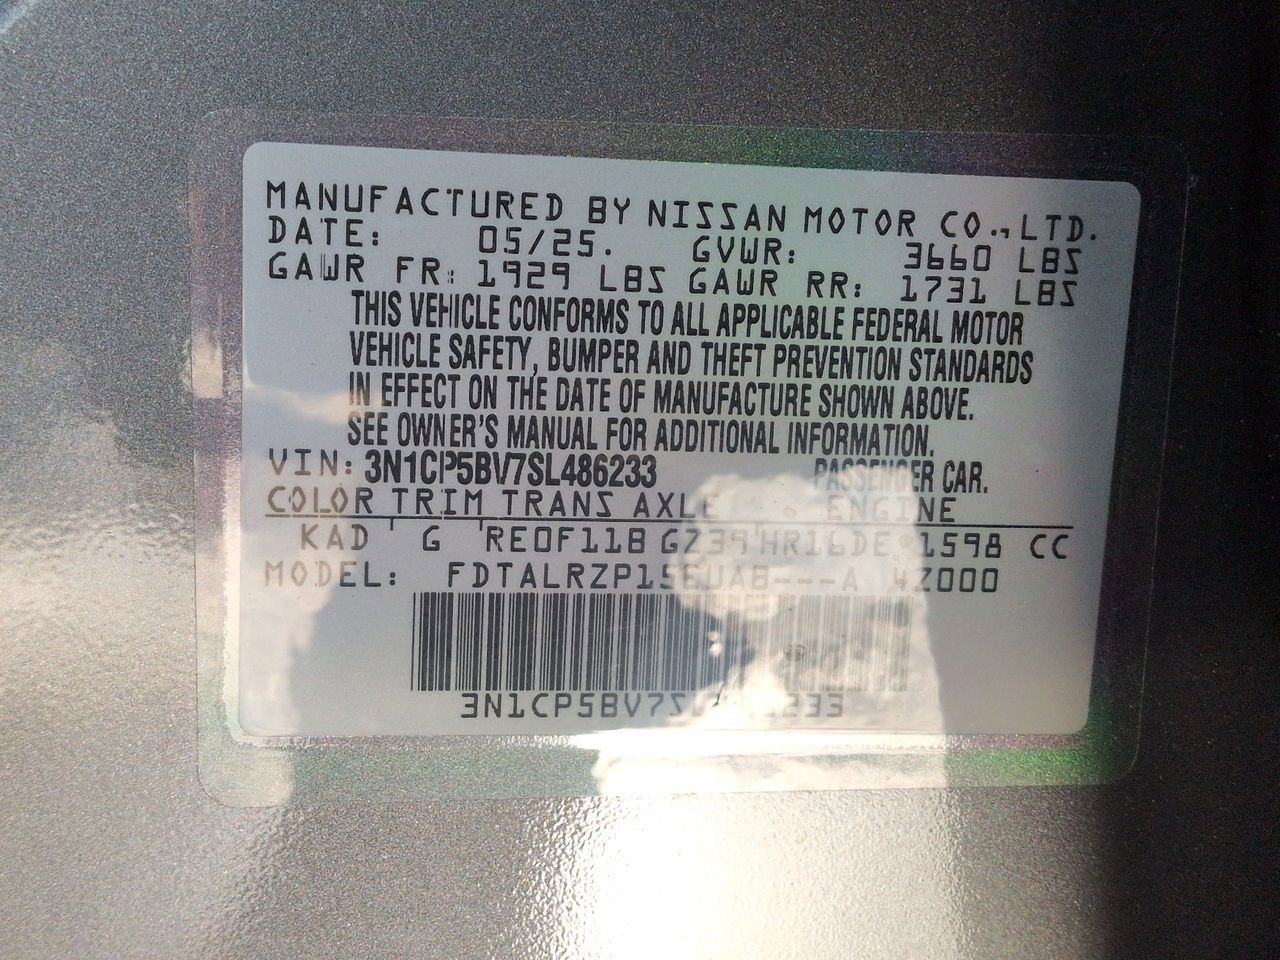 MANUFACTURED BY NISSAN MOTOR CO., LTD.
DATE: 05/25. GVWR: 3660 LBS
GAWR FR: 1929 LBS GAWR RR: 1731 LBS
THIS VEHICLE CONFORMS TO ALL APPLICABLE FEDERAL MOTOR
VEHICLE SAFETY, BUMPER AND THEFT PREVENTION STANDARDS
IN EFFECT ON THE DATE OF MANUFACTURE SHOWN ABOVE.
SEE OWNER'S MANUAL FOR ADDITIONAL INFORMATION.
VIN: 3N1CP5BV7SL486233 PASSENGER CAR.
COLOR TRIM TRANS AXLE ENGINE
KAD G RE0F11B GZ39 HR16DE 1598 CC
MODEL: FDTALRZP15EUAB---A 4Z000